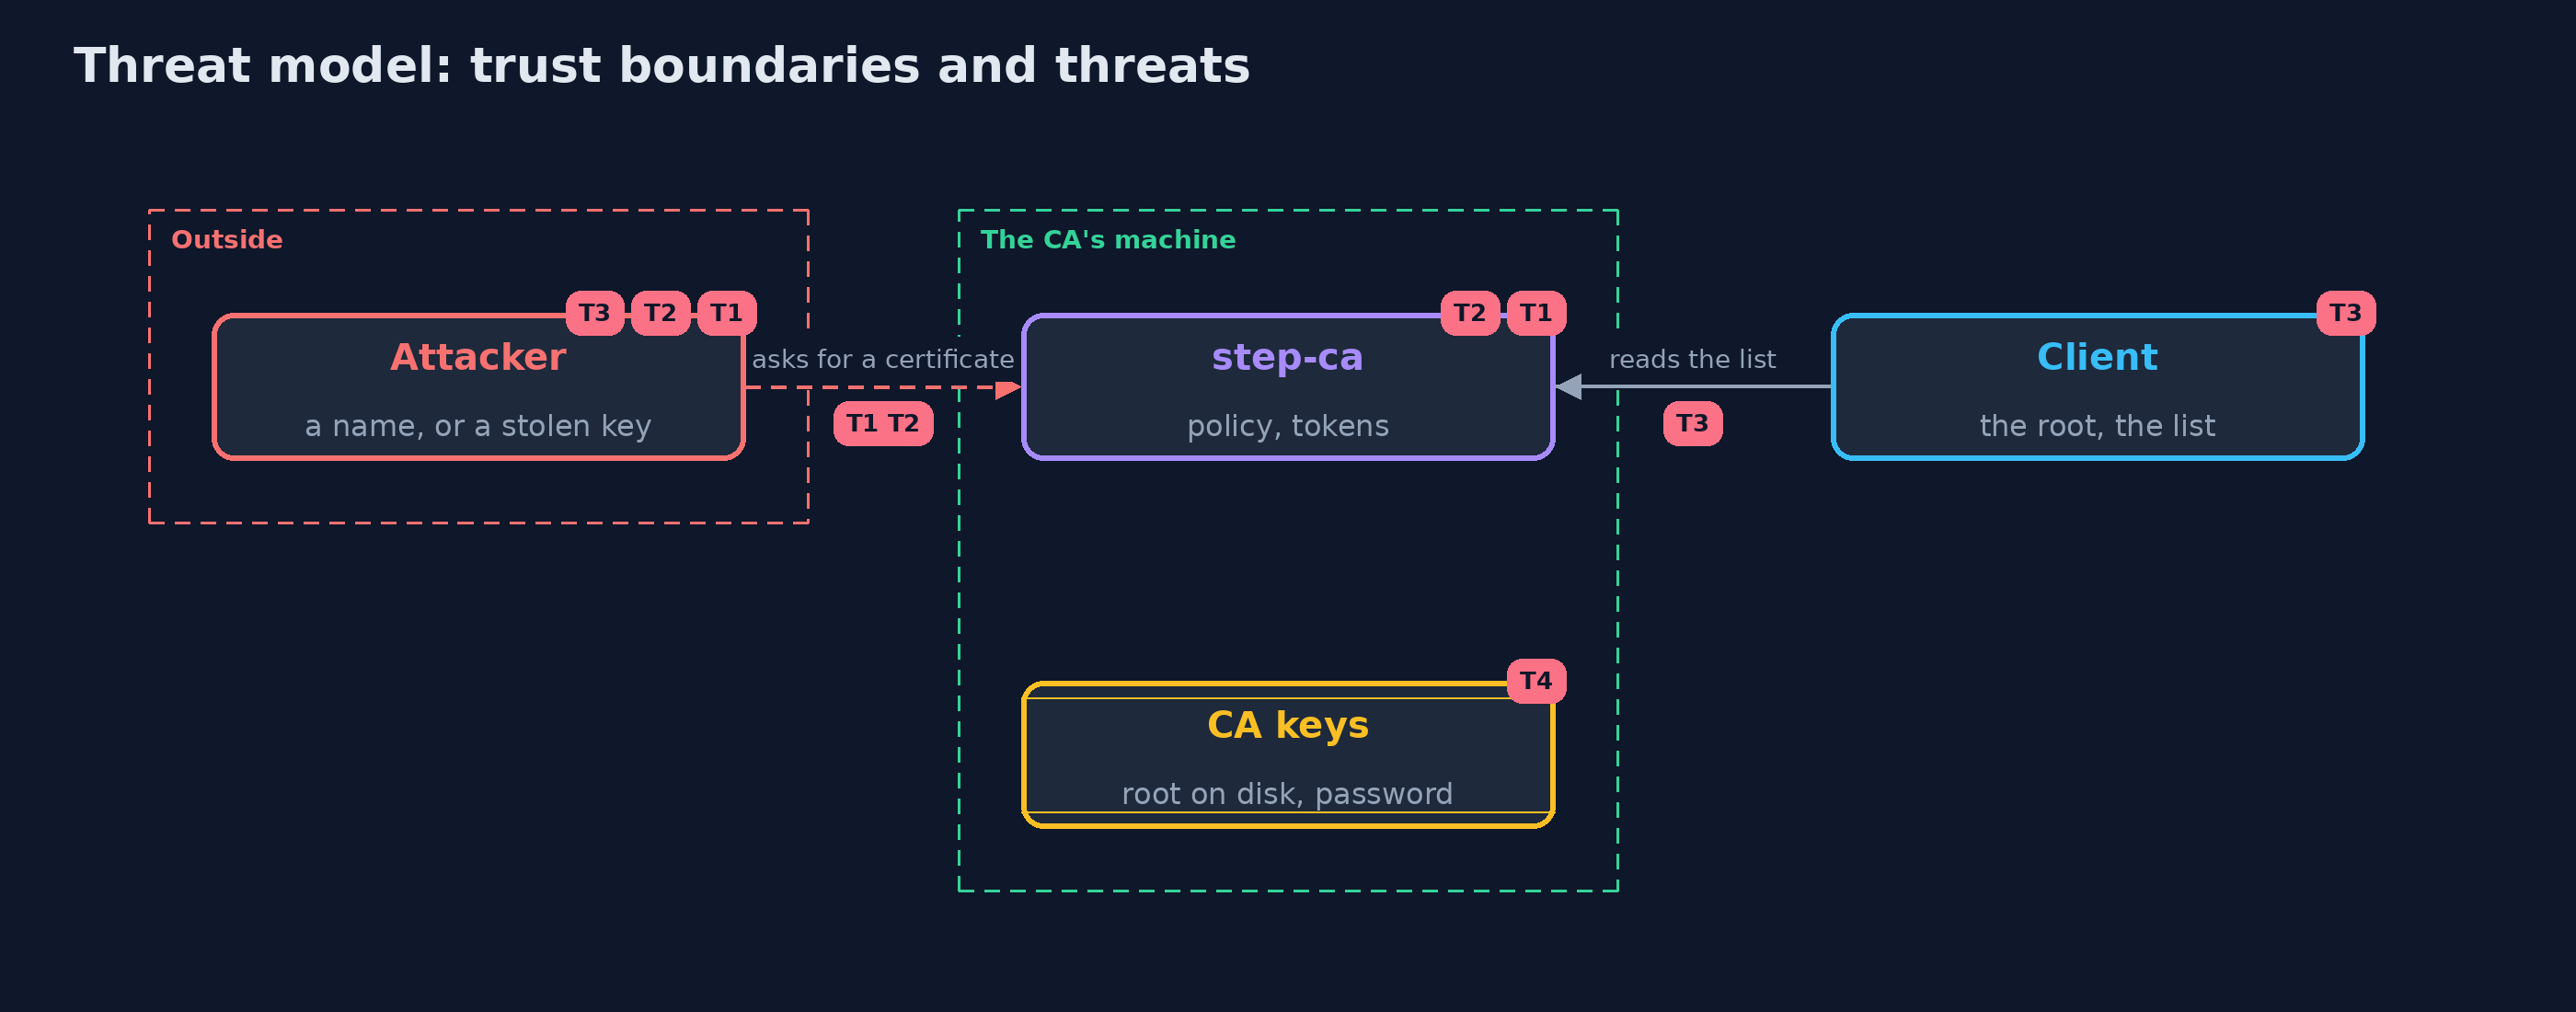 Threat model: trust boundaries and threats
Outside
The CA's machine
T3 T2 T1
T2 T1
T3
Attacker
asks for a certificate
step-ca
reads the list
Client
a name, or a stolen key
T1 T2
policy, tokens
T3
the root, the list
T4
CA keys
root on disk, password